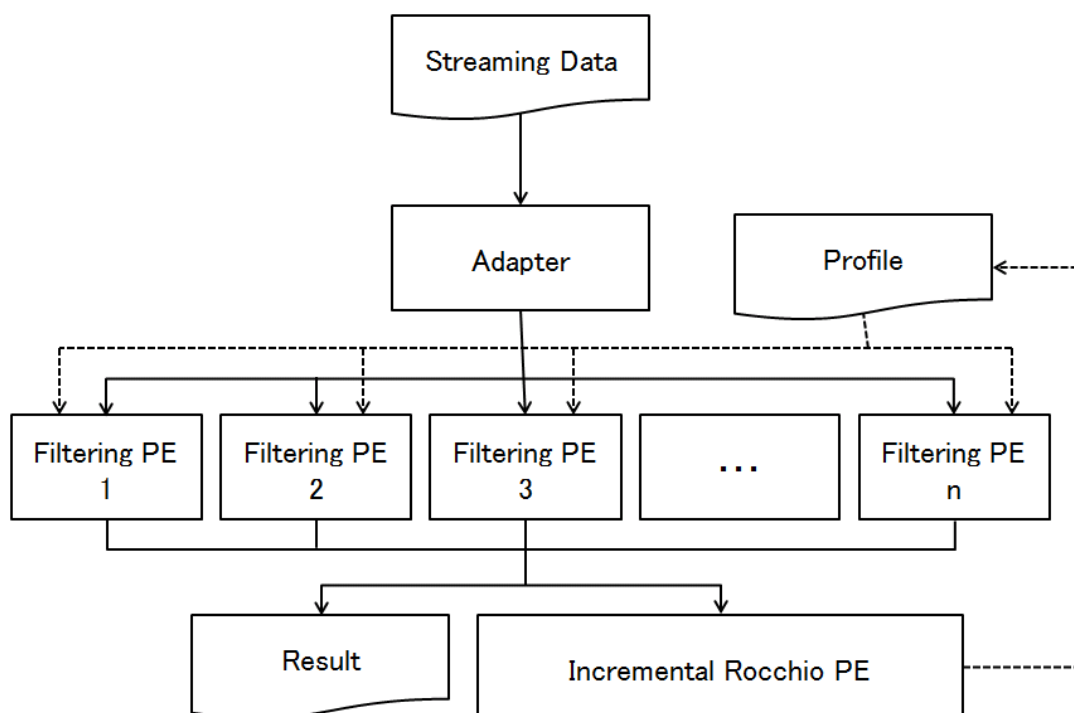 Streaming Data
Adapter
Profile
Filtering PE
1
Filtering PE
2
Filtering PE
3
...
Filtering PE
n
Result
Incremental Rocchio PE